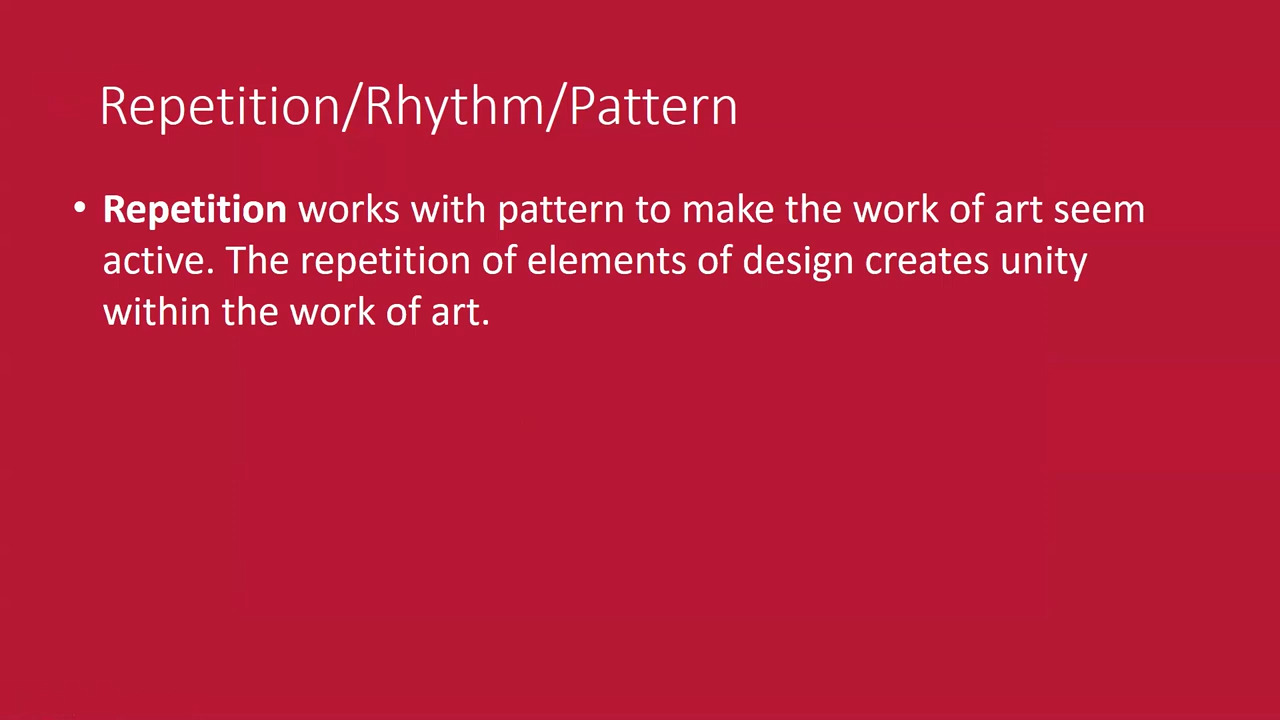 Repetition/Rhythm/Pattern
• Repetition works with pattern to make the work of art seem
active. The repetition of elements of design creates unity
within the work of art.